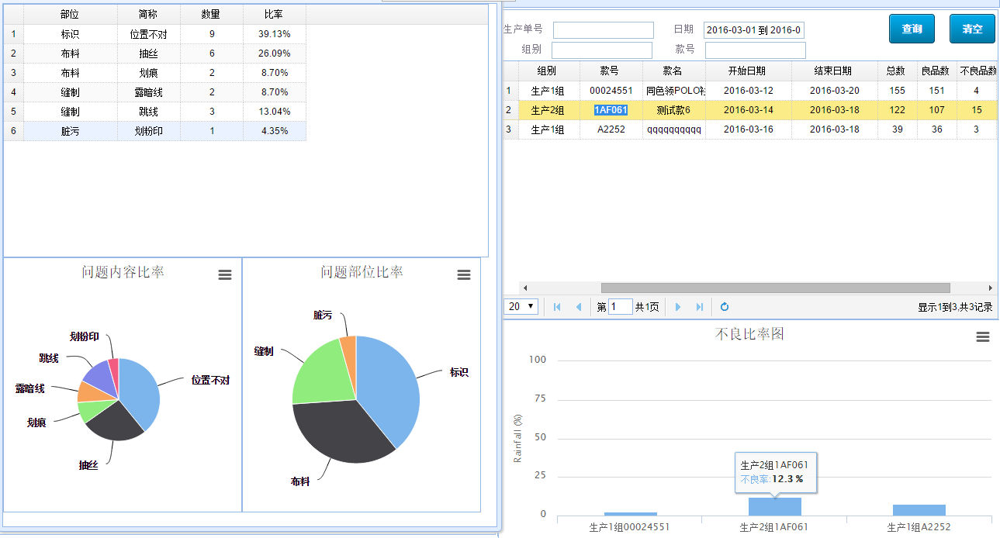 部位 简称 数量 比率
1 标识 位置不对 9 39.13%
2 布料 抽丝 6 26.09%
3 布料 划痕 2 8.70%
4 缝制 露暗线 2 8.70%
5 缝制 跳线 3 13.04%
6 脏污 划粉印 1 4.35%
问题内容比率
划粉印
跳线
位置不对
露暗线
划痕
抽丝
问题部位比率
脏污
缝制
标识
布料
生产单号 日期 2016-03-01 到 2016-0 查询 清空
组别 款号
组别 款号 款名 开始日期 结束日期 总数 良品数 不良品数
1 生产1组 00024551 同色领POLO衫 2016-03-12 2016-03-20 155 151 4
2 生产2组 1AF061 测试款6 2016-03-14 2016-03-18 122 107 15
3 生产1组 A2252 qqqqqqqqqq 2016-03-16 2016-03-18 39 36 3
20 第 1 共1页 显示1到3,共3记录
不良比率图
100
75
50
25
0
Rainfall (%)
生产2组1AF061
不良率:12.3 %
生产1组00024551 生产2组1AF061 生产1组A2252